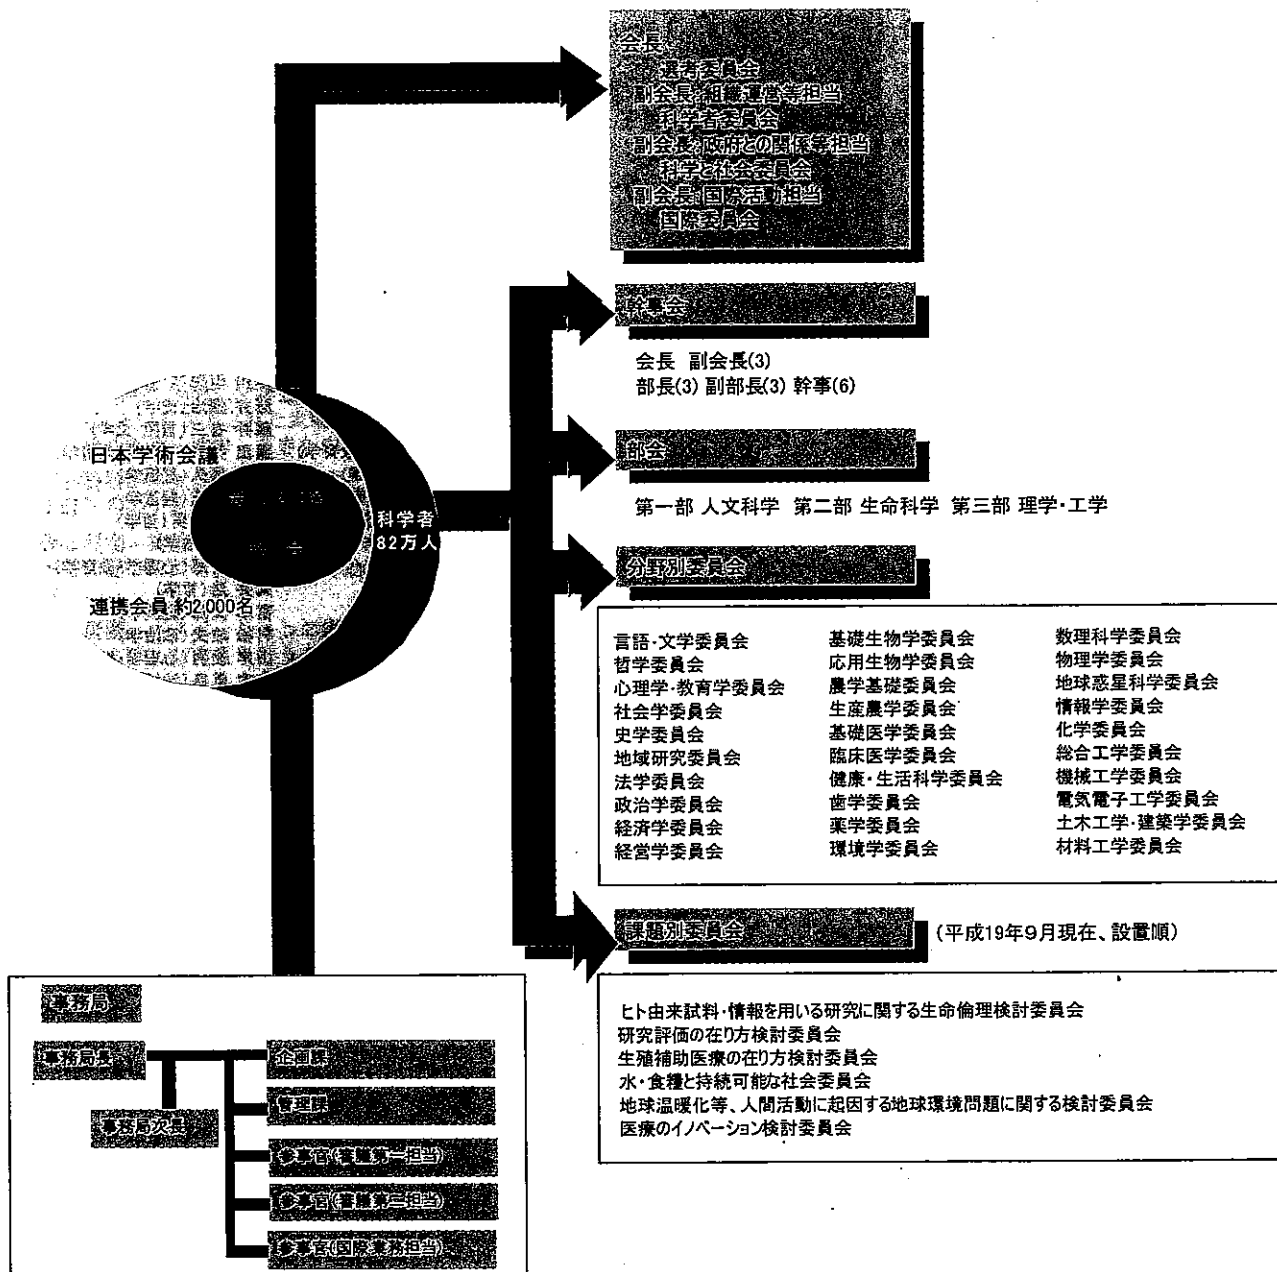 会長
選考委員会
副会長:組織運営等担当
科学者委員会
副会長:政府との関係等担当
科学と社会委員会
副会長:国際活動担当
国際委員会
幹事会
会長 副会長(3)
部長(3) 副部長(3) 幹事(6)
日本学術会議
科学者
82万人
連携会員 約2,000名
部会
第一部 人文科学 第二部 生命科学 第三部 理学・工学
分野別委員会
言語・文学委員会
哲学委員会
心理学・教育学委員会
社会学委員会
史学委員会
地域研究委員会
法学委員会
政治学委員会
経済学委員会
経営学委員会
基礎生物学委員会
応用生物学委員会
農学基礎委員会
生産農学委員会
基礎医学委員会
臨床医学委員会
健康・生活科学委員会
歯学委員会
薬学委員会
環境学委員会
数理科学委員会
物理学委員会
地球惑星科学委員会
情報学委員会
化学委員会
総合工学委員会
機械工学委員会
電気電子工学委員会
土木工学・建築学委員会
材料工学委員会
課題別委員会
(平成19年9月現在、設置順)
ヒト由来試料・情報を用いる研究に関する生命倫理検討委員会
研究評価の在り方検討委員会
生殖補助医療の在り方検討委員会
水・食糧と持続可能な社会委員会
地球温暖化等、人間活動に起因する地球環境問題に関する検討委員会
医療のイノベーション検討委員会
事務局
事務局長
事務局次長
企画課
管理課
参事官(審議第一担当)
参事官(審議第二担当)
参事官(国際業務担当)